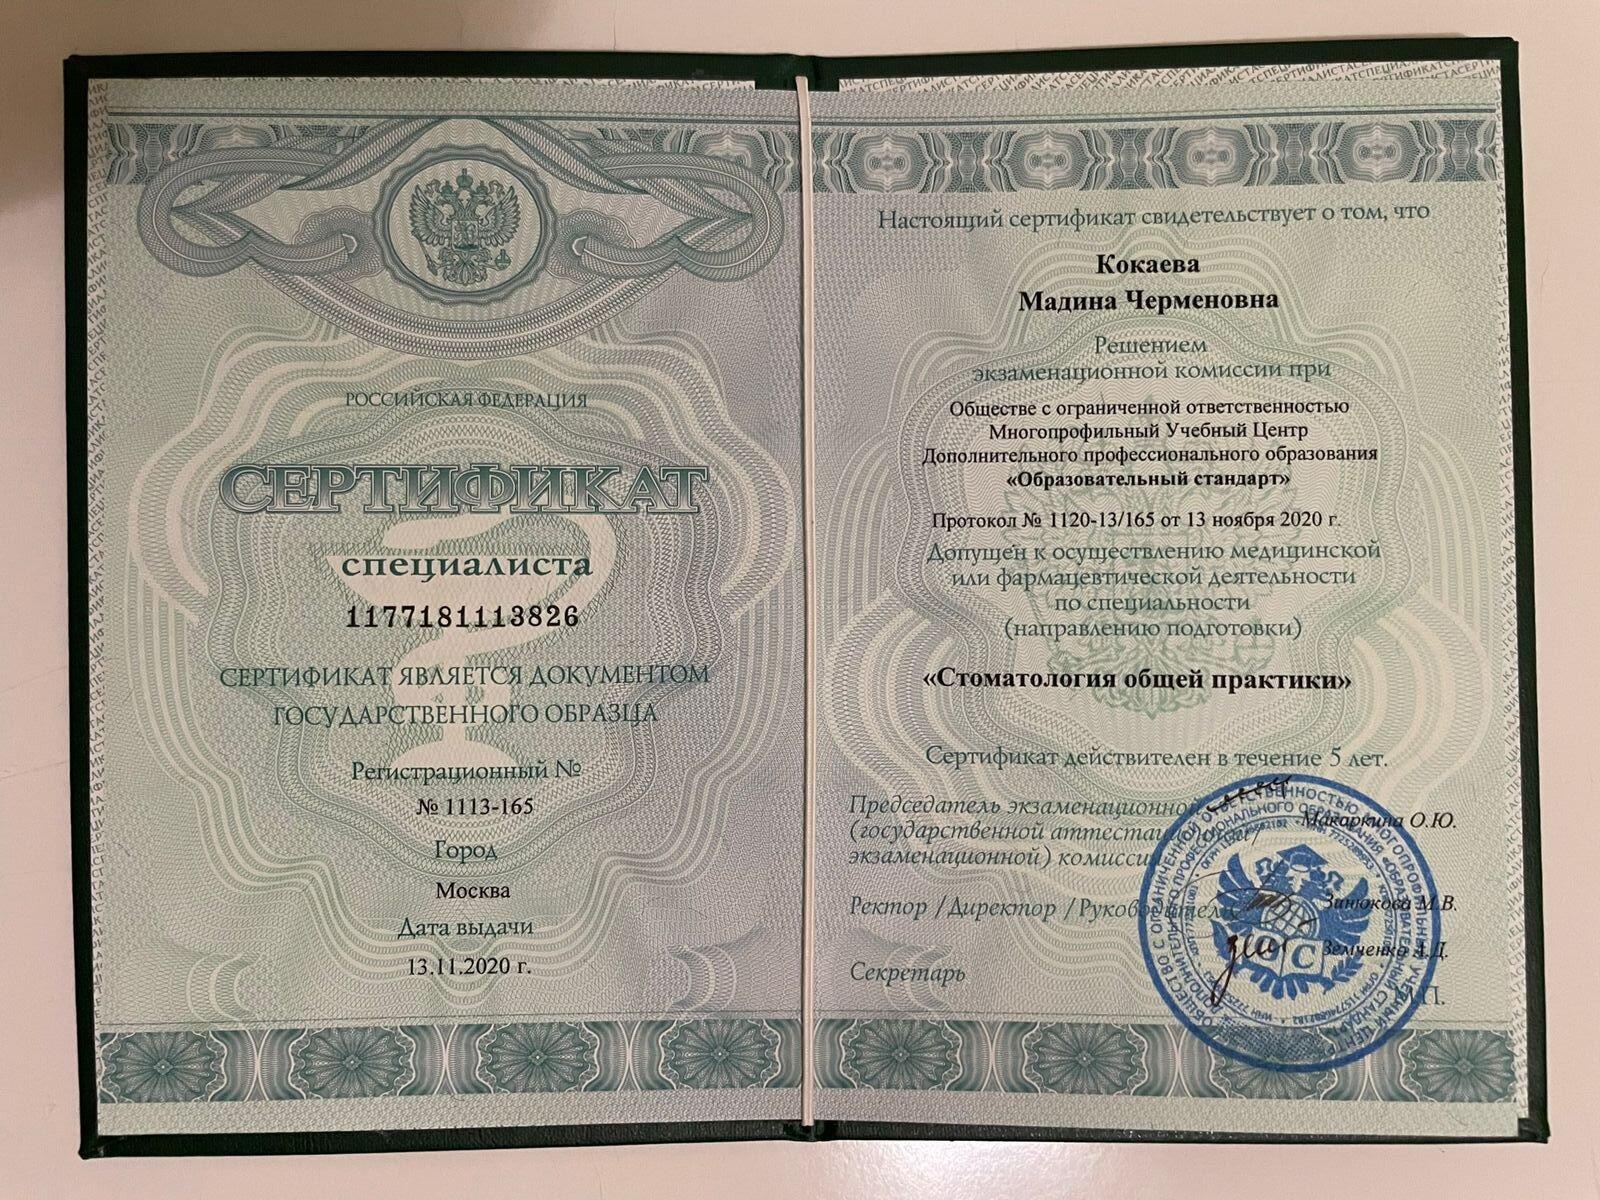 РОССИЙСКАЯ ФЕДЕРАЦИЯ
СЕРТИФИКАТ
специалиста
1177181113826
СЕРТИФИКАТ ЯВЛЯЕТСЯ ДОКУМЕНТОМ
ГОСУДАРСТВЕННОГО ОБРАЗЦА
Регистрационный №
№ 1113-165
Город
Москва
Дата выдачи
13.11.2020 г.
Настоящий сертификат свидетельствует о том, что
Кокаева
Мадина Черменовна
Решением
экзаменационной комиссии при
Обществе с ограниченной ответственностью
Многопрофильный Учебный Центр
Дополнительного профессионального образования
«Образовательный стандарт»
Протокол № 1120-13/165 от 13 ноября 2020 г.
Допущен к осуществлению медицинской
или фармацевтической деятельности
по специальности
(направлению подготовки)
«Стоматология общей практики»
Сертификат действителен в течение 5 лет.
Председатель экзаменационной
(государственной аттестационной
экзаменационной) комиссии
Макаркина О.Ю.
Ректор /Директор /Руководитель
Зинюкова М.В.
Земченко А.Д.
Секретарь
М.П.